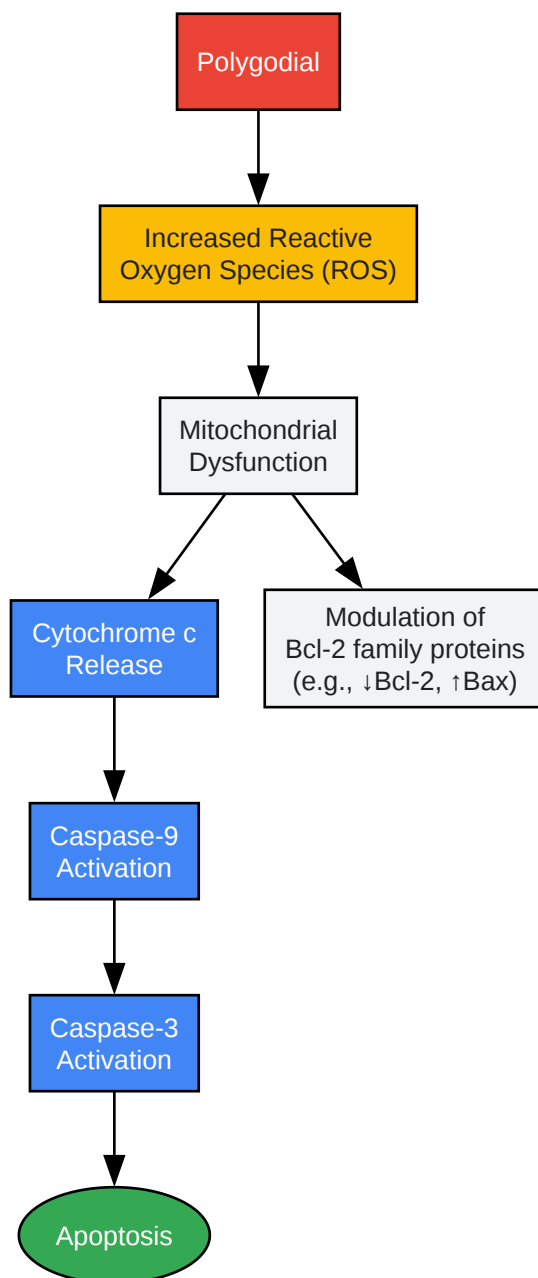 Polygodial
Increased Reactive
Oxygen Species (ROS)
Mitochondrial
Dysfunction
Cytochrome c
Release
Modulation of
Bcl-2 family proteins
(e.g., ↓Bcl-2, ↑Bax)
Caspase-9
Activation
Caspase-3
Activation
Apoptosis